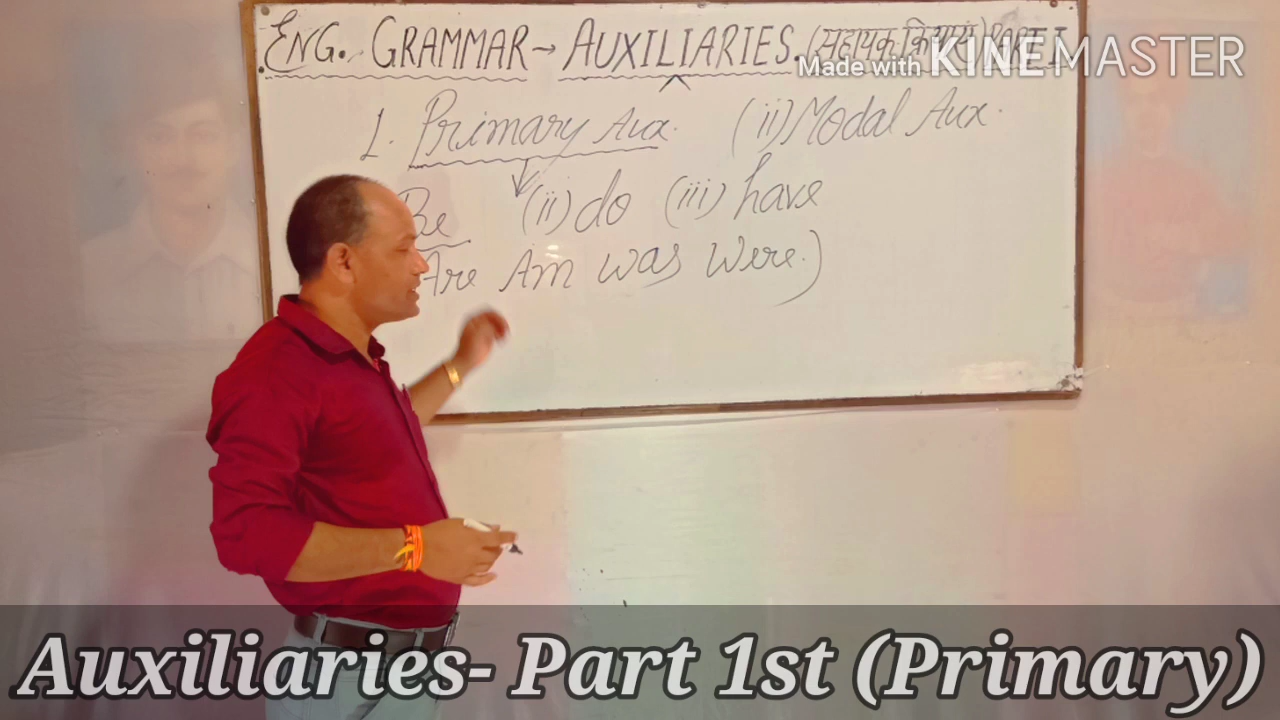 ENG. GRAMMAR → AUXILIARIES. (सहायक क्रियाएं) PART I
Made with KINEMASTER
1. Primary Aux. (ii) Modal Aux.
Be (ii) do (iii) have
Are Am was Were.)
Auxiliaries- Part 1st (Primary)